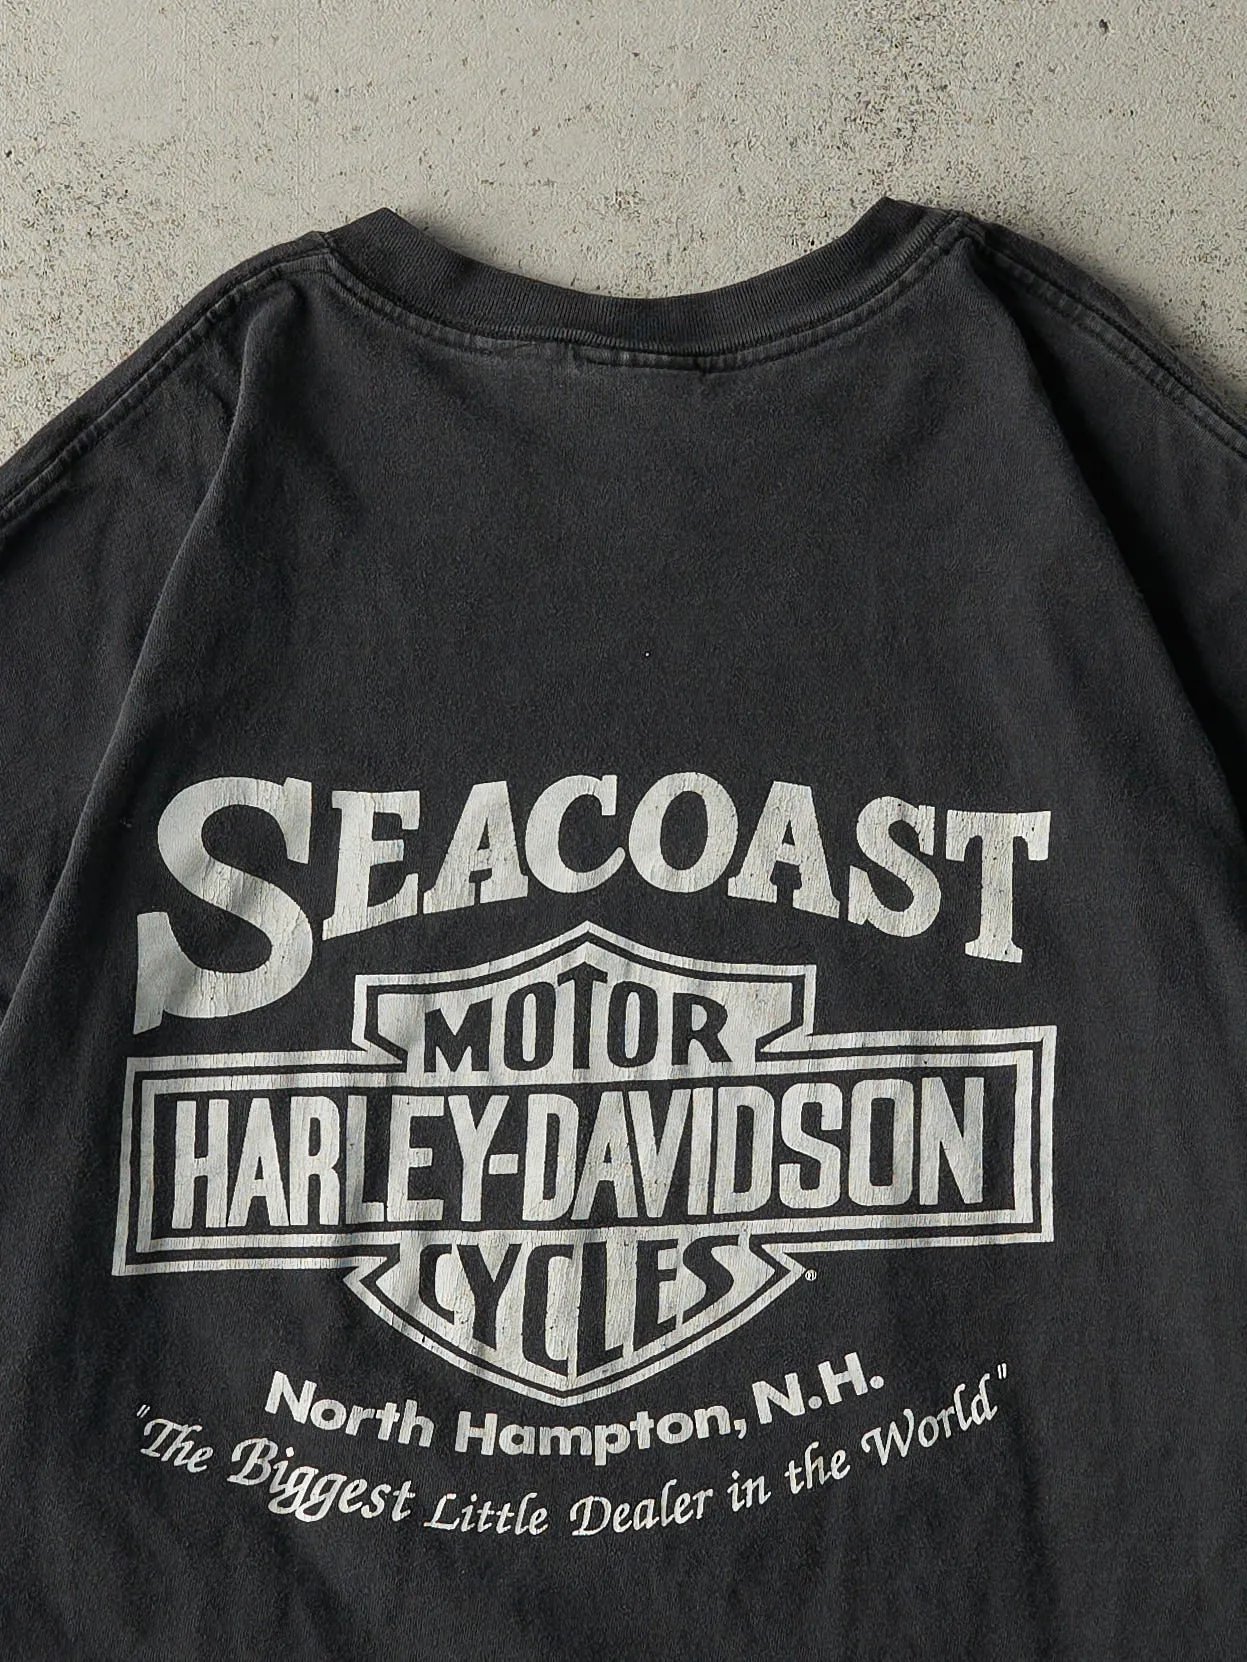 SEACOAST
MOTOR
HARLEY-DAVIDSON
CYCLES
®
North Hampton, N.H.
"The Biggest Little Dealer in the World"